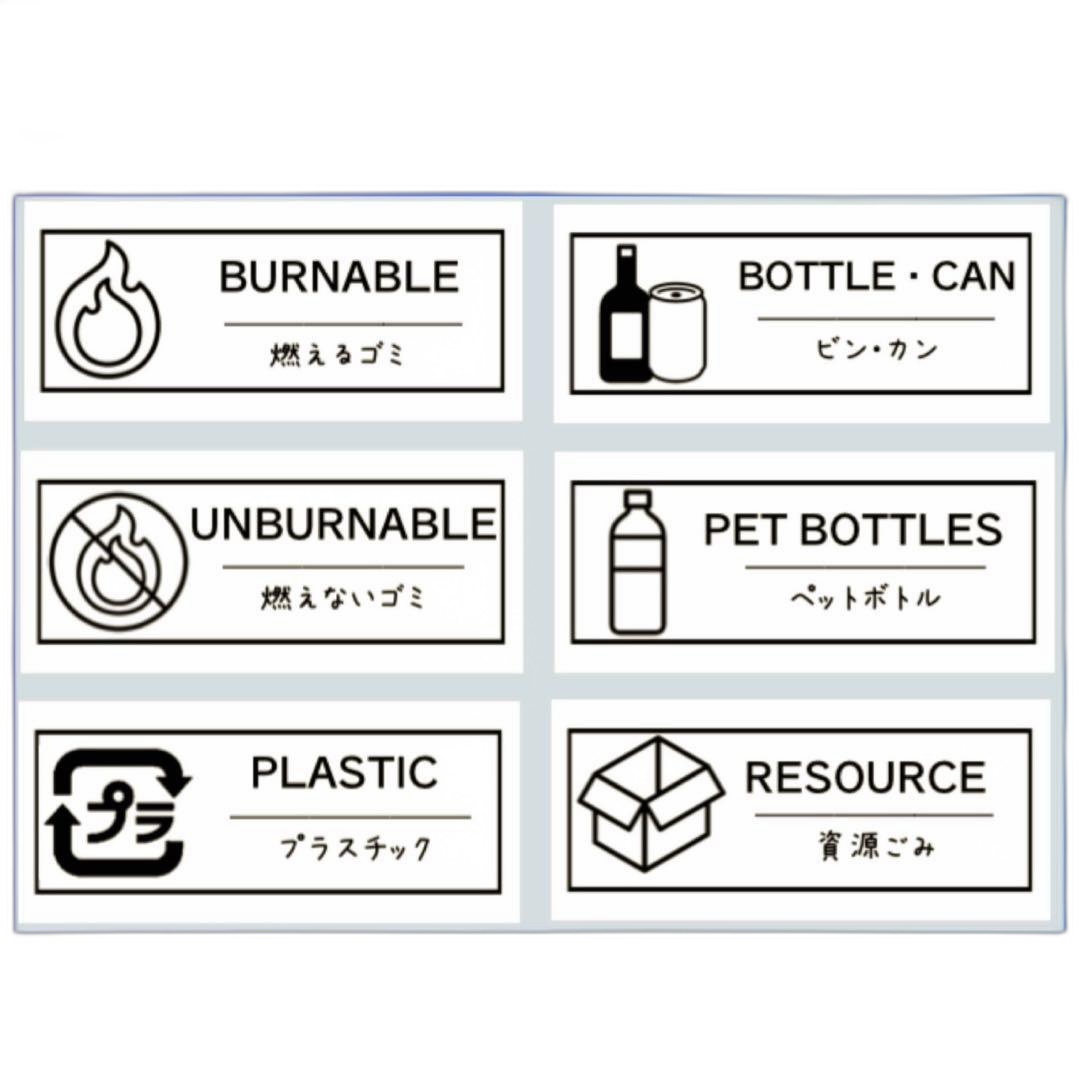 BURNABLE
燃えるゴミ
BOTTLE・CAN
ビン・カン
UNBURNABLE
燃えないゴミ
PET BOTTLES
ペットボトル
プラ
PLASTIC
プラスチック
RESOURCE
資源ごみ